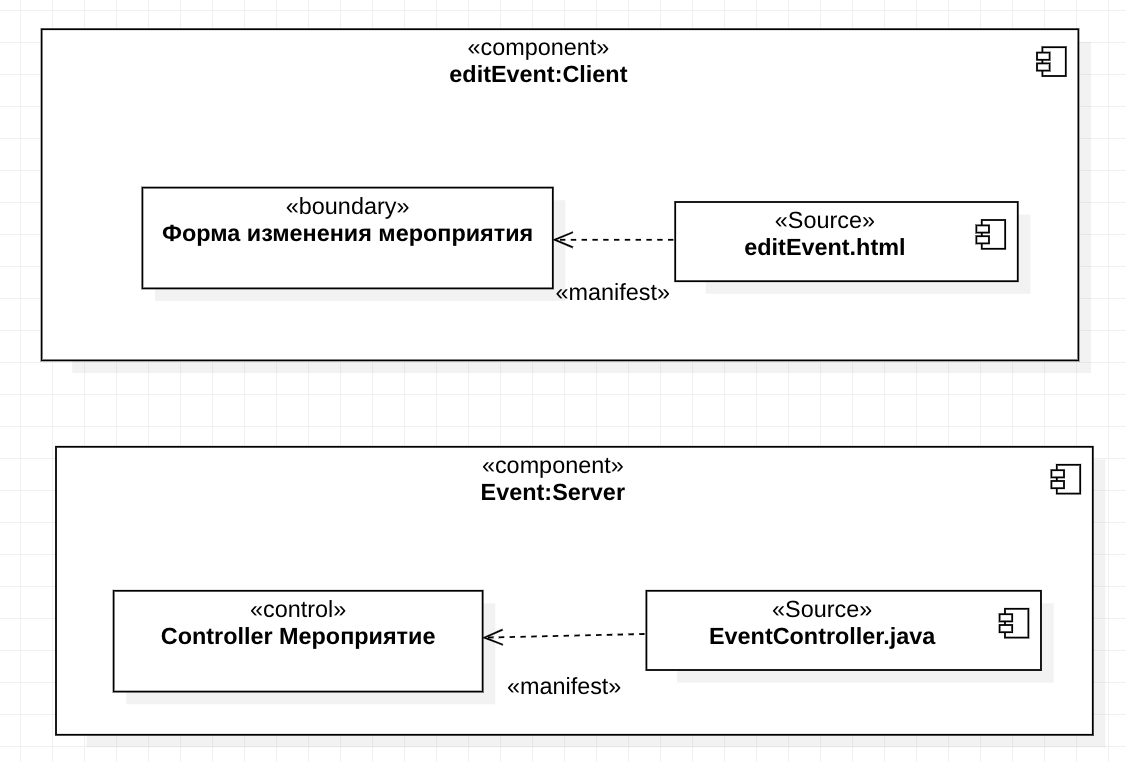 «component»
editEvent:Client
«boundary»
Форма изменения мероприятия
«Source»
editEvent.html
«manifest»
«component»
Event:Server
«control»
Controller Мероприятие
«Source»
EventController.java
«manifest»